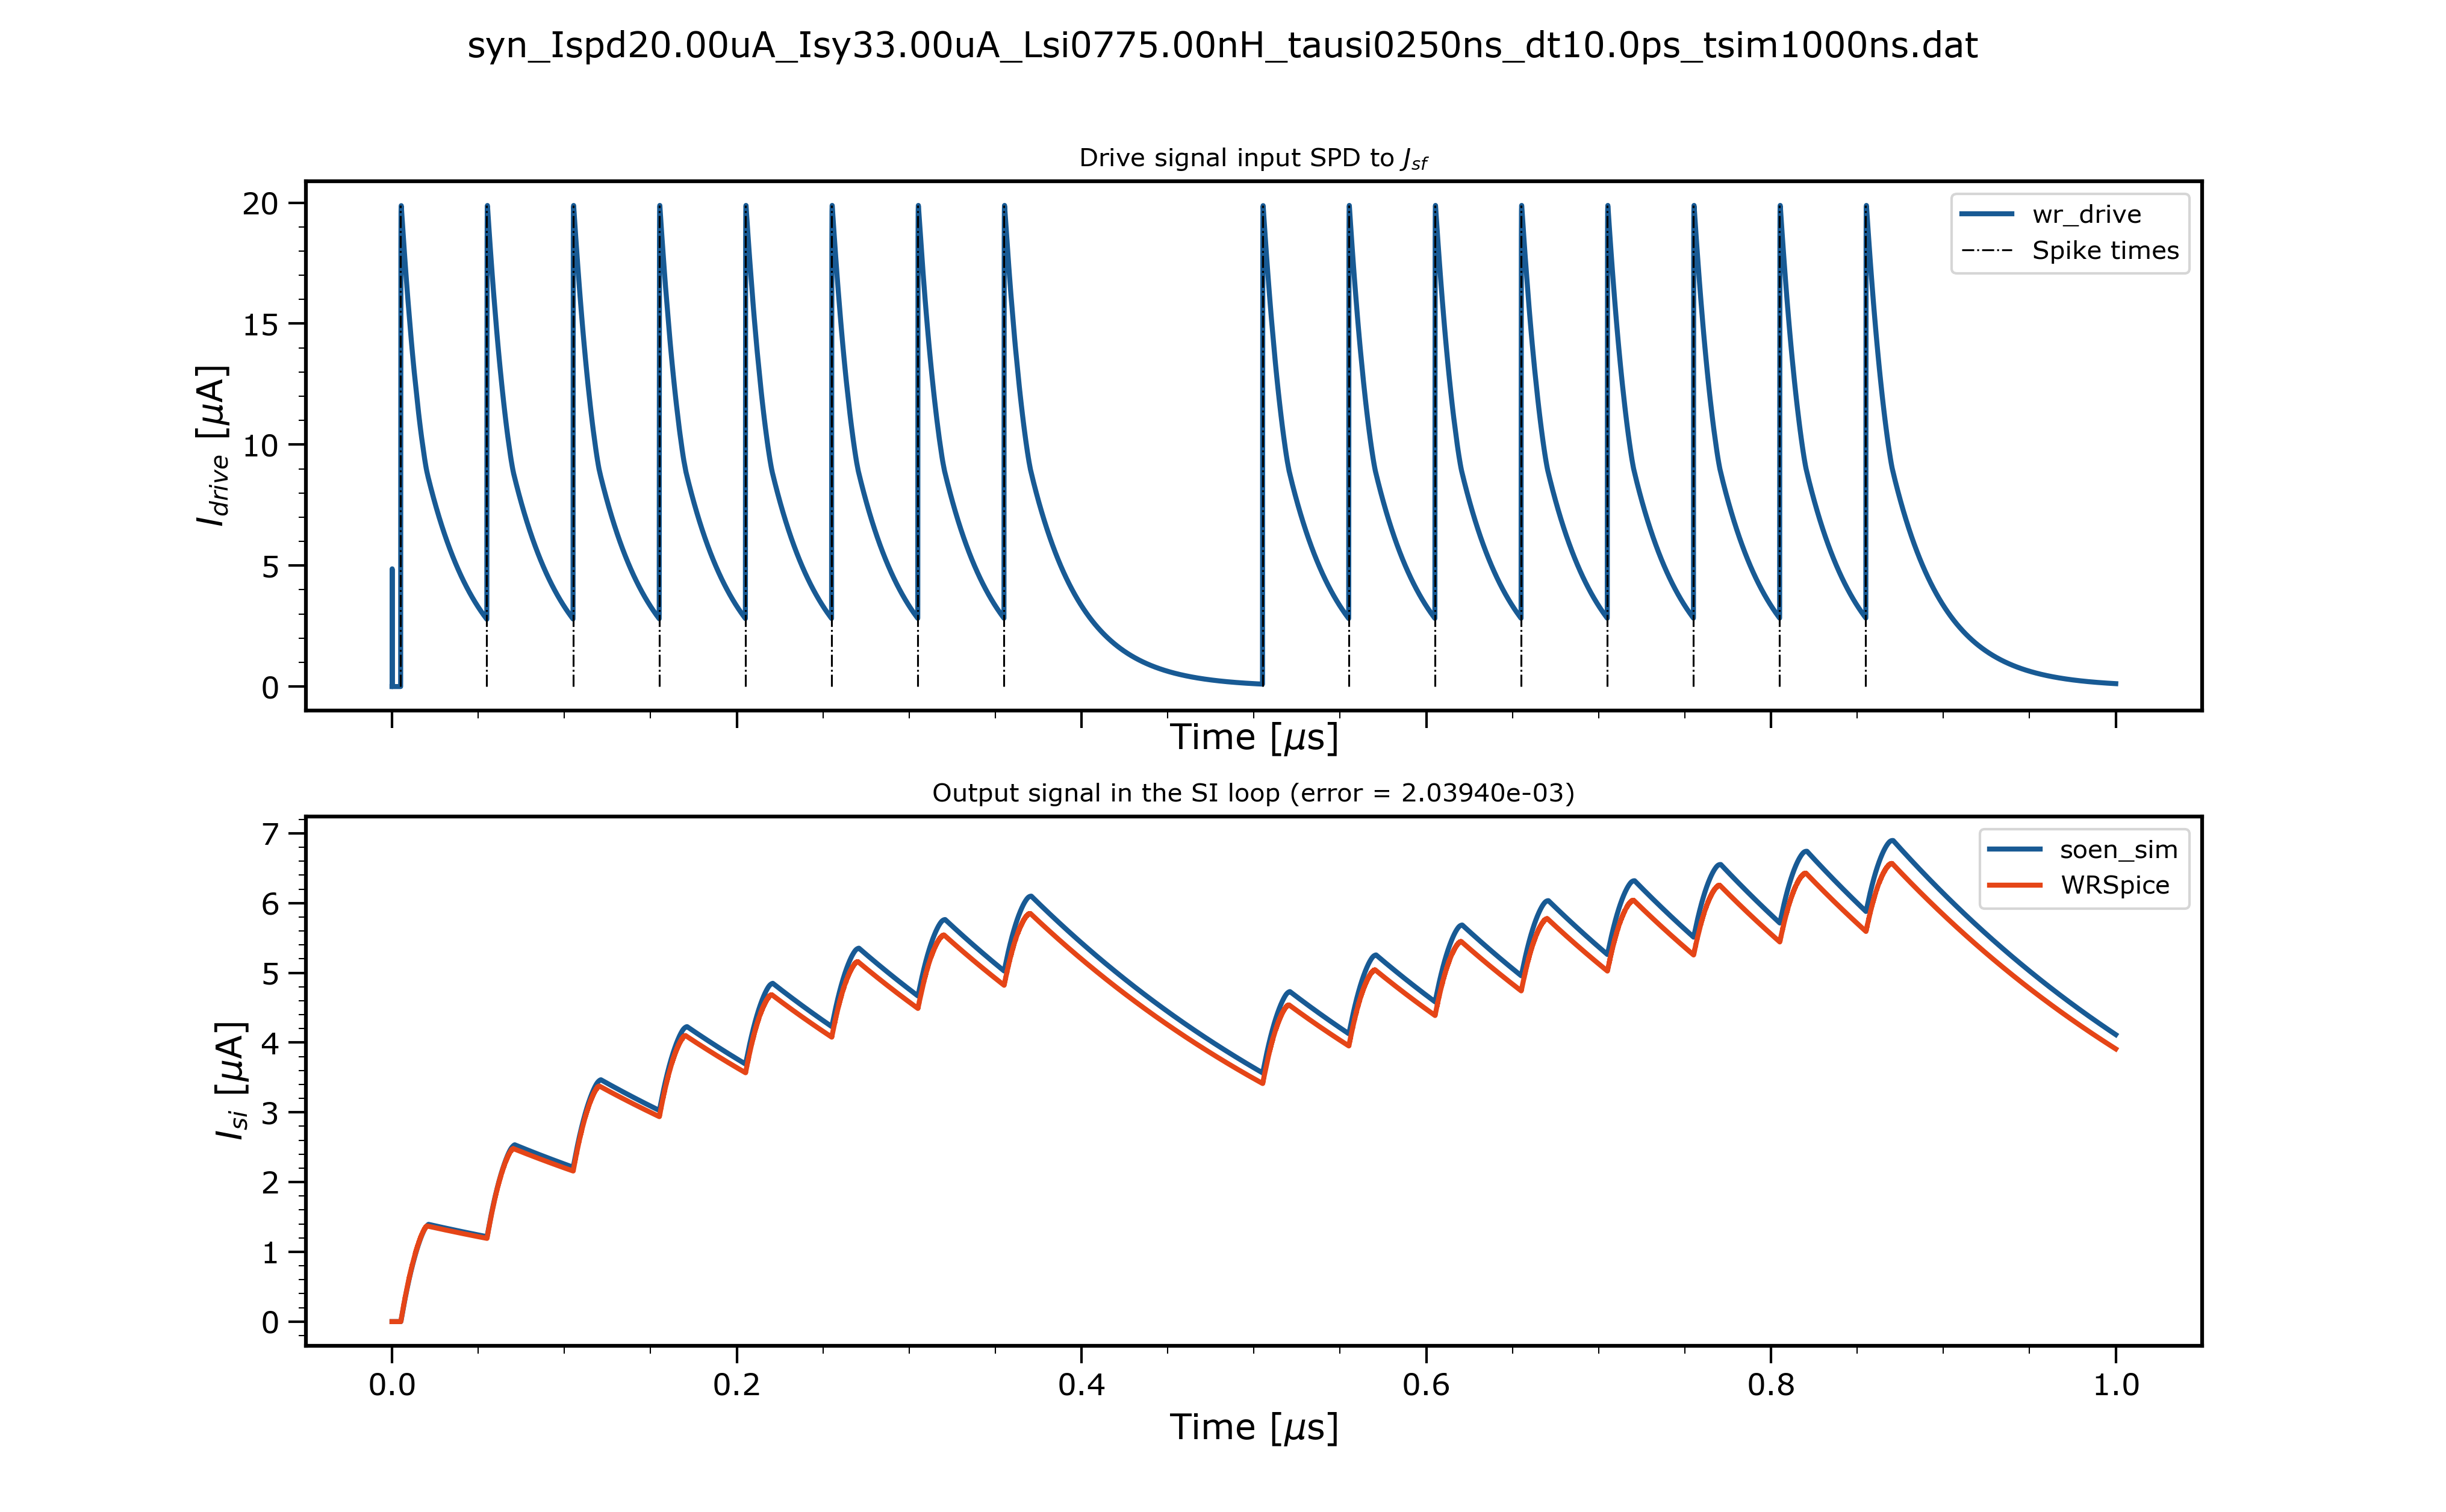 syn_Ispd20.00uA_Isy33.00uA_Lsi0775.00nH_tausi0250ns_dt10.0ps_tsim1000ns.dat
Drive signal input SPD to J_sf
I_drive [μA]
20
15
10
5
0
wr_drive
Spike times
Time [μs]
Output signal in the SI loop (error = 2.03940e-03)
I_si [μA]
7
6
5
4
3
2
1
0
soen_sim
WRSpice
0.0 0.2 0.4 0.6 0.8 1.0
Time [μs]